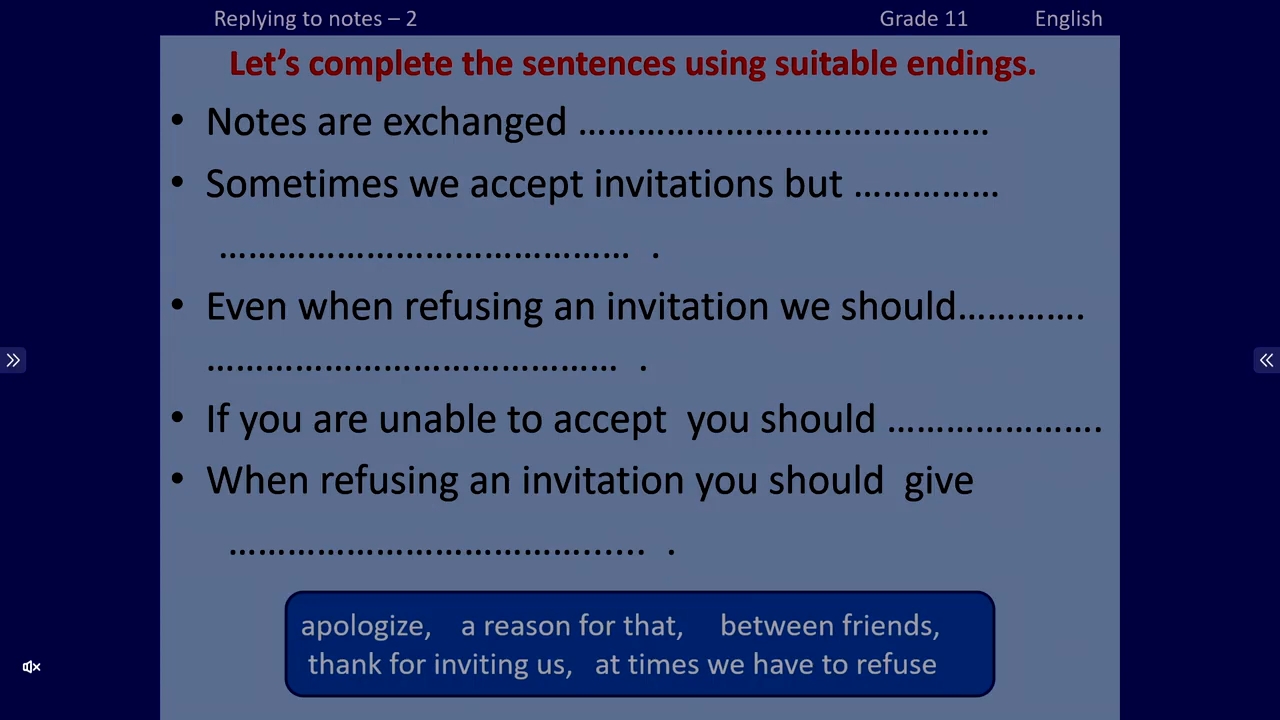 Replying to notes – 2 Grade 11 English
Let's complete the sentences using suitable endings.
• Notes are exchanged ……………………………………
• Sometimes we accept invitations but ……………
…………………………………… .
• Even when refusing an invitation we should………….
…………………………………… .
• If you are unable to accept you should ………………….
• When refusing an invitation you should give
………………………………...... .
apologize, a reason for that, between friends,
thank for inviting us, at times we have to refuse